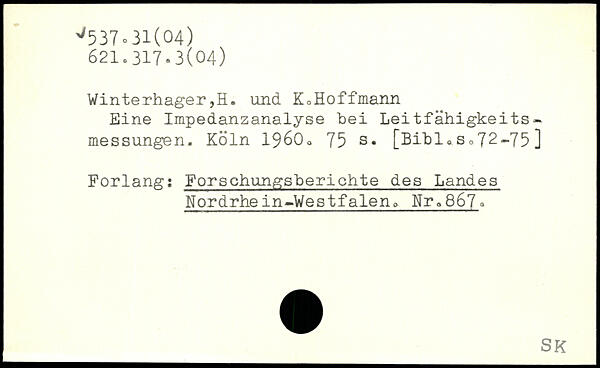 ✓537.31(04)
621.317.3(04)
Winterhager,H. und K.Hoffmann
Eine Impedanzanalyse bei Leitfähigkeits-
messungen. Köln 1960. 75 s. [Bibl.s.72-75]
Forlang: Forschungsberichte des Landes
Nordrhein-Westfalen. Nr.867.
SK